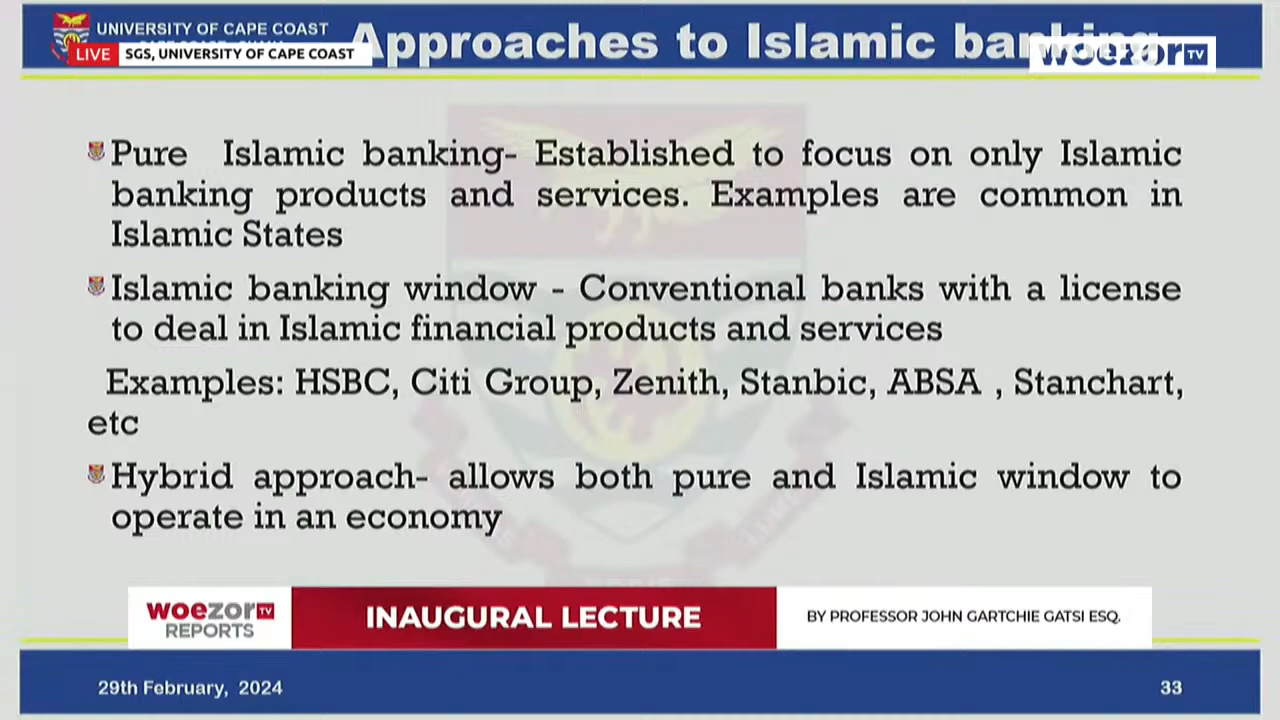 UNIVERSITY OF CAPE COAST
LIVE SGS, UNIVERSITY OF CAPE COAST
Approaches to Islamic banking
woezor TV
Pure Islamic banking- Established to focus on only Islamic
banking products and services. Examples are common in
Islamic States
Islamic banking window - Conventional banks with a license
to deal in Islamic financial products and services
Examples: HSBC, Citi Group, Zenith, Stanbic, ABSA , Stanchart,
etc
Hybrid approach- allows both pure and Islamic window to
operate in an economy
woezor TV
REPORTS
INAUGURAL LECTURE
BY PROFESSOR JOHN GARTCHIE GATSI ESQ.
29th February, 2024
33